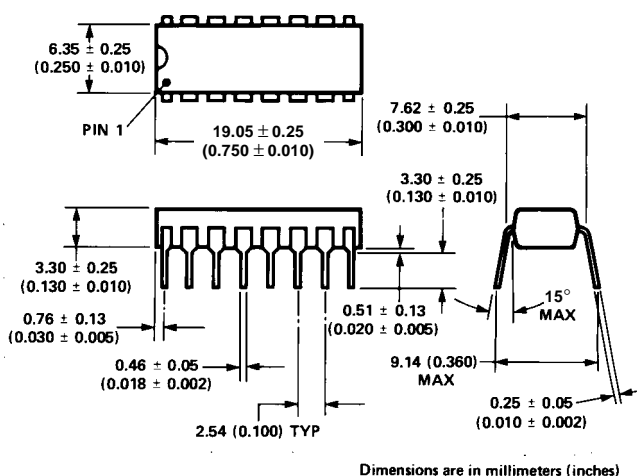 6.35 ± 0.25
(0.250 ± 0.010)
PIN 1
19.05 ± 0.25
(0.750 ± 0.010)
7.62 ± 0.25
(0.300 ± 0.010)
3.30 ± 0.25
(0.130 ± 0.010)
3.30 ± 0.25
(0.130 ± 0.010)
0.76 ± 0.13
(0.030 ± 0.005)
0.46 ± 0.05
(0.018 ± 0.002)
2.54 (0.100) TYP
0.51 ± 0.13
(0.020 ± 0.005)
15°
MAX
9.14 (0.360)
MAX
0.25 ± 0.05
(0.010 ± 0.002)
Dimensions are in millimeters (inches)